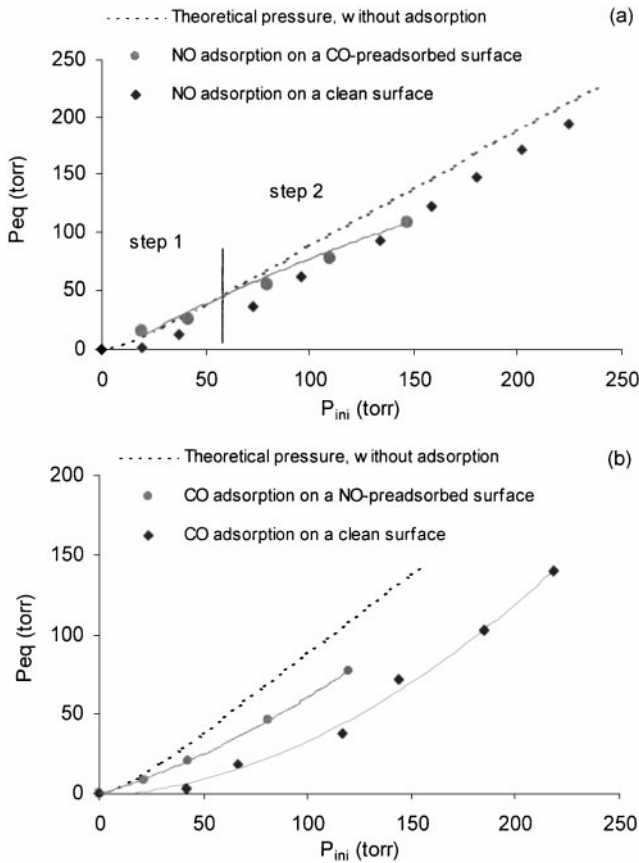 Theoretical pressure, without adsorption
(a)
NO adsorption on a CO-preadsorbed surface
NO adsorption on a clean surface
250
200
150
100
50
0
Peq (torr)
step 1
step 2
0 50 100 150 200 250
Pini (torr)
Theoretical pressure, without adsorption
(b)
CO adsorption on a NO-preadsorbed surface
CO adsorption on a clean surface
200
150
100
50
0
Peq (torr)
0 50 100 150 200 250
Pini (torr)